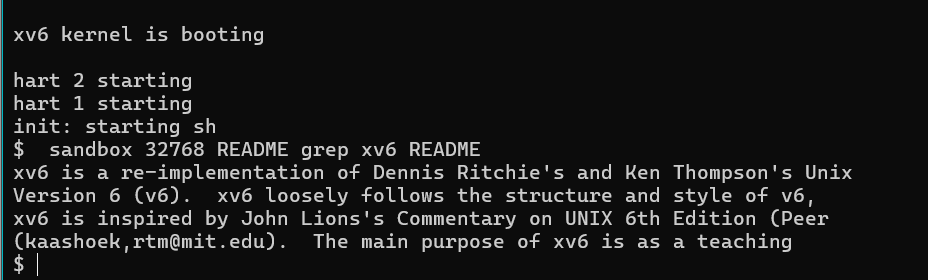 xv6 kernel is booting
hart 2 starting
hart 1 starting
init: starting sh
$  sandbox 32768 README grep xv6 README
xv6 is a re-implementation of Dennis Ritchie's and Ken Thompson's Unix
Version 6 (v6).  xv6 loosely follows the structure and style of v6,
xv6 is inspired by John Lions's Commentary on UNIX 6th Edition (Peer
(kaashoek,rtm@mit.edu).  The main purpose of xv6 is as a teaching
$